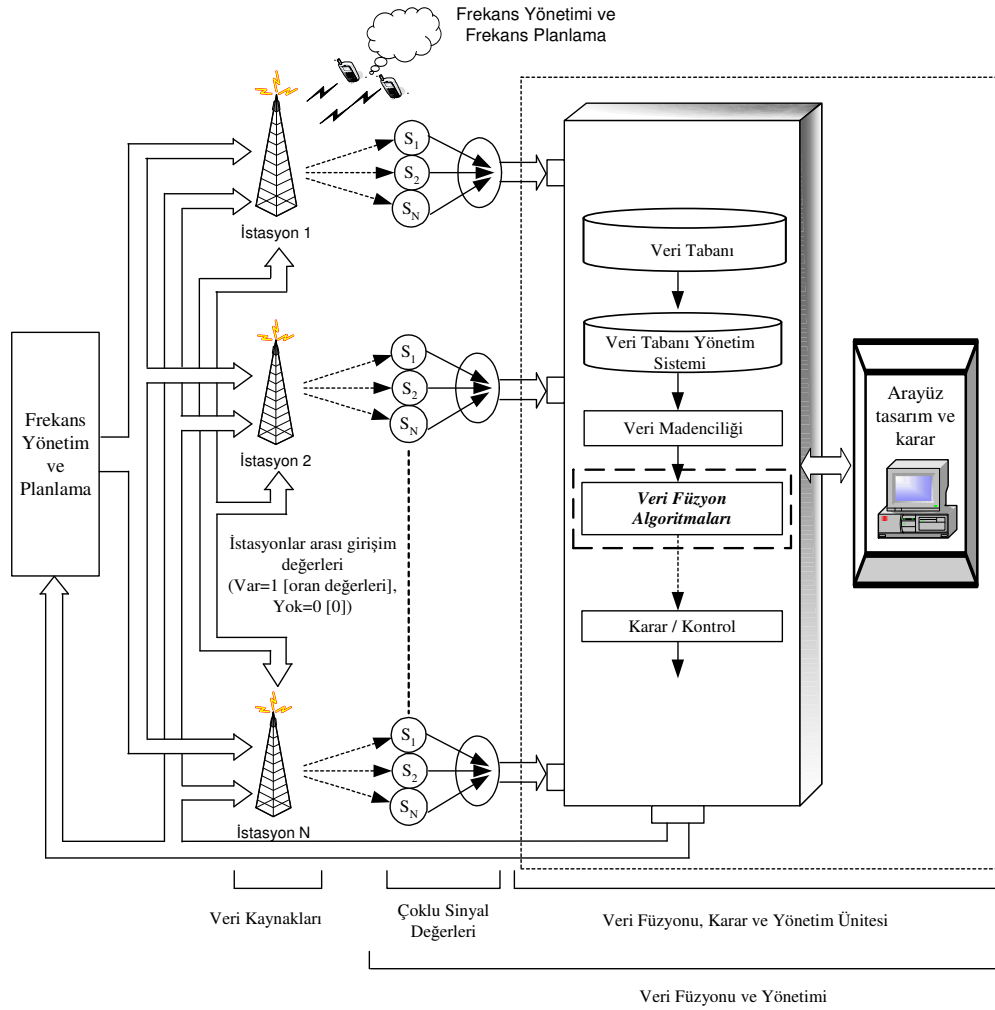 Frekans Yönetimi ve
Frekans Planlama
S1
S2
SN
İstasyon 1
Veri Tabanı
Veri Tabanı Yönetim
Sistemi
S1
S2
SN
İstasyon 2
Veri Madenciliği
Arayüz
tasarım ve
karar
Frekans
Yönetim
ve
Planlama
Veri Füzyon
Algoritmaları
İstasyonlar arası girişim
değerleri
(Var=1 [oran değerleri],
Yok=0 [0])
Karar / Kontrol
S1
S2
SN
İstasyon N
Veri Kaynakları
Çoklu Sinyal
Değerleri
Veri Füzyonu, Karar ve Yönetim Ünitesi
Veri Füzyonu ve Yönetimi